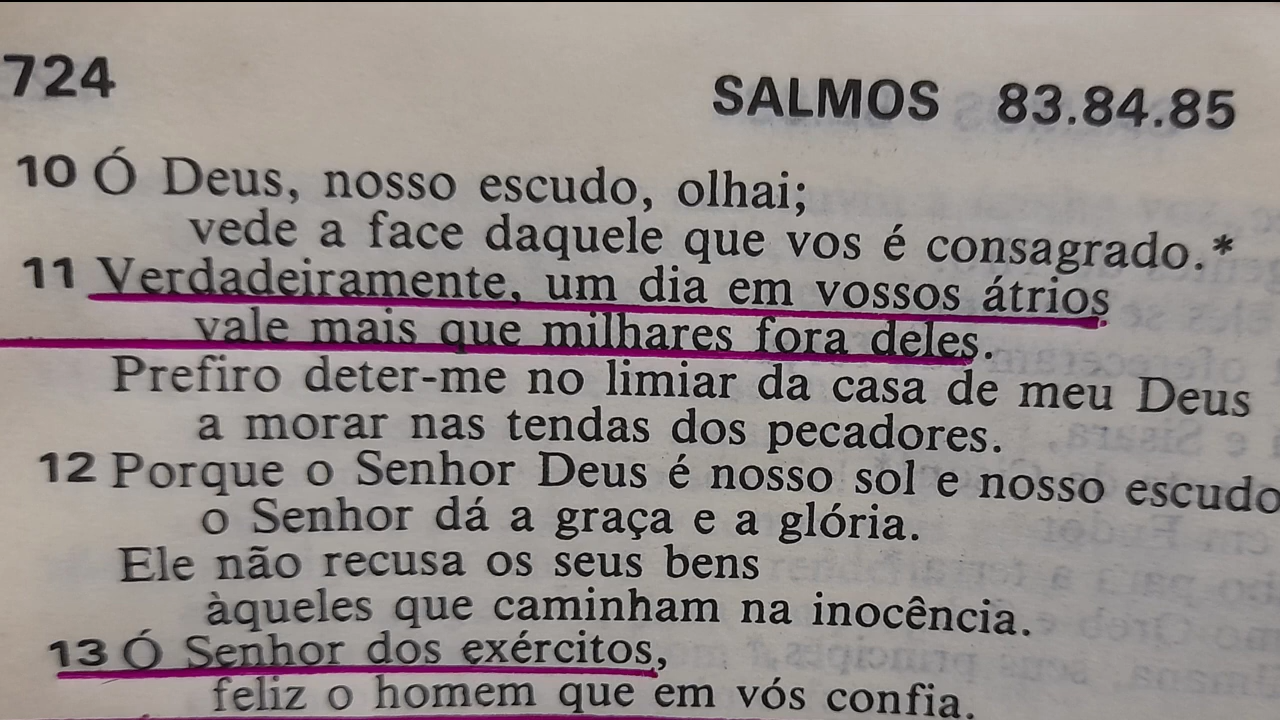 724 SALMOS 83.84.85
10 Ó Deus, nosso escudo, olhai;
vede a face daquele que vos é consagrado.*
11 Verdadeiramente, um dia em vossos átrios
vale mais que milhares fora deles.
Prefiro deter-me no limiar da casa de meu Deus
a morar nas tendas dos pecadores.
12 Porque o Senhor Deus é nosso sol e nosso escudo
o Senhor dá a graça e a glória.
Ele não recusa os seus bens
àqueles que caminham na inocência.
13 Ó Senhor dos exércitos,
feliz o homem que em vós confia.